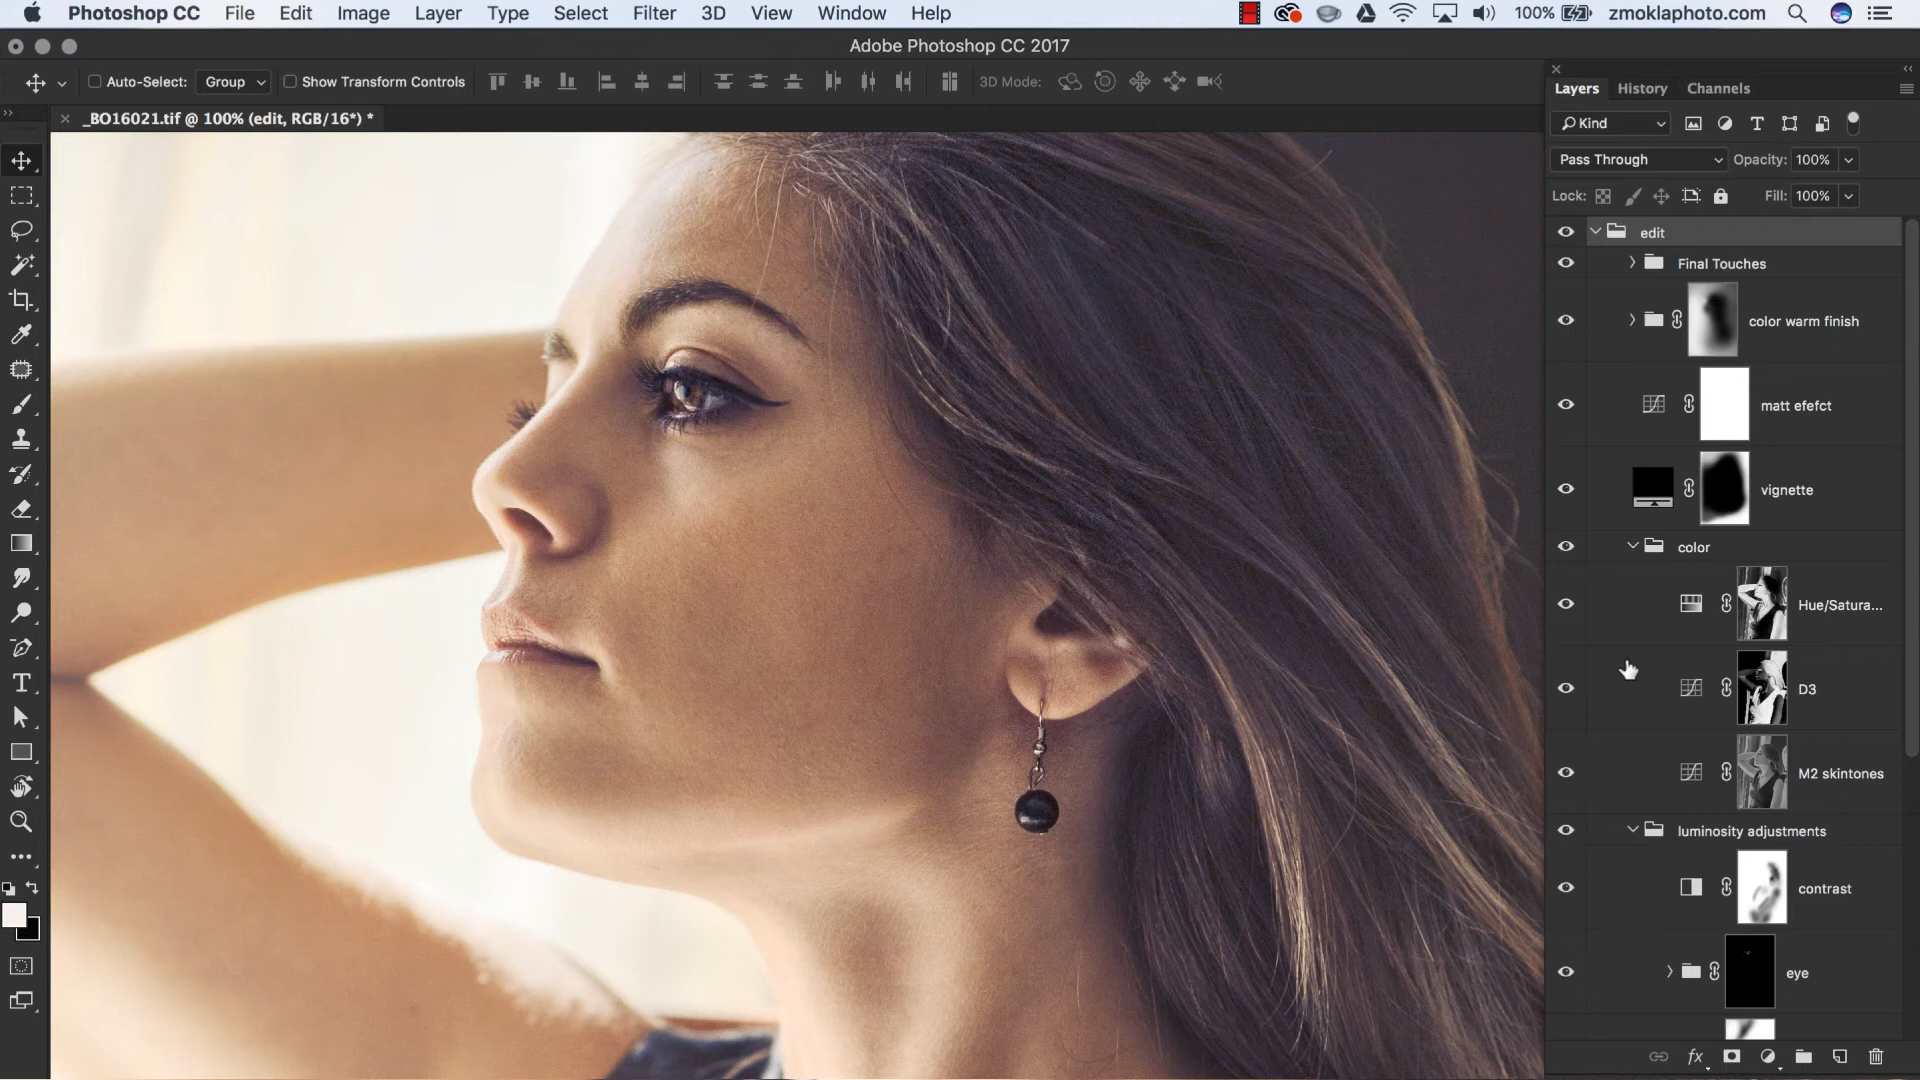 Photoshop CC File Edit Image Layer Type Select Filter 3D View Window Help 100% zmoklaphoto.com
Adobe Photoshop CC 2017
Auto-Select: Group Show Transform Controls 3D Mode:
_BO16021.tif @ 100% (edit, RGB/16*) *
Layers History Channels
Kind
Pass Through Opacity: 100%
Lock: Fill: 100%
edit
Final Touches
color warm finish
matt efefct
vignette
color
Hue/Satura...
D3
M2 skintones
luminosity adjustments
contrast
eye
fx